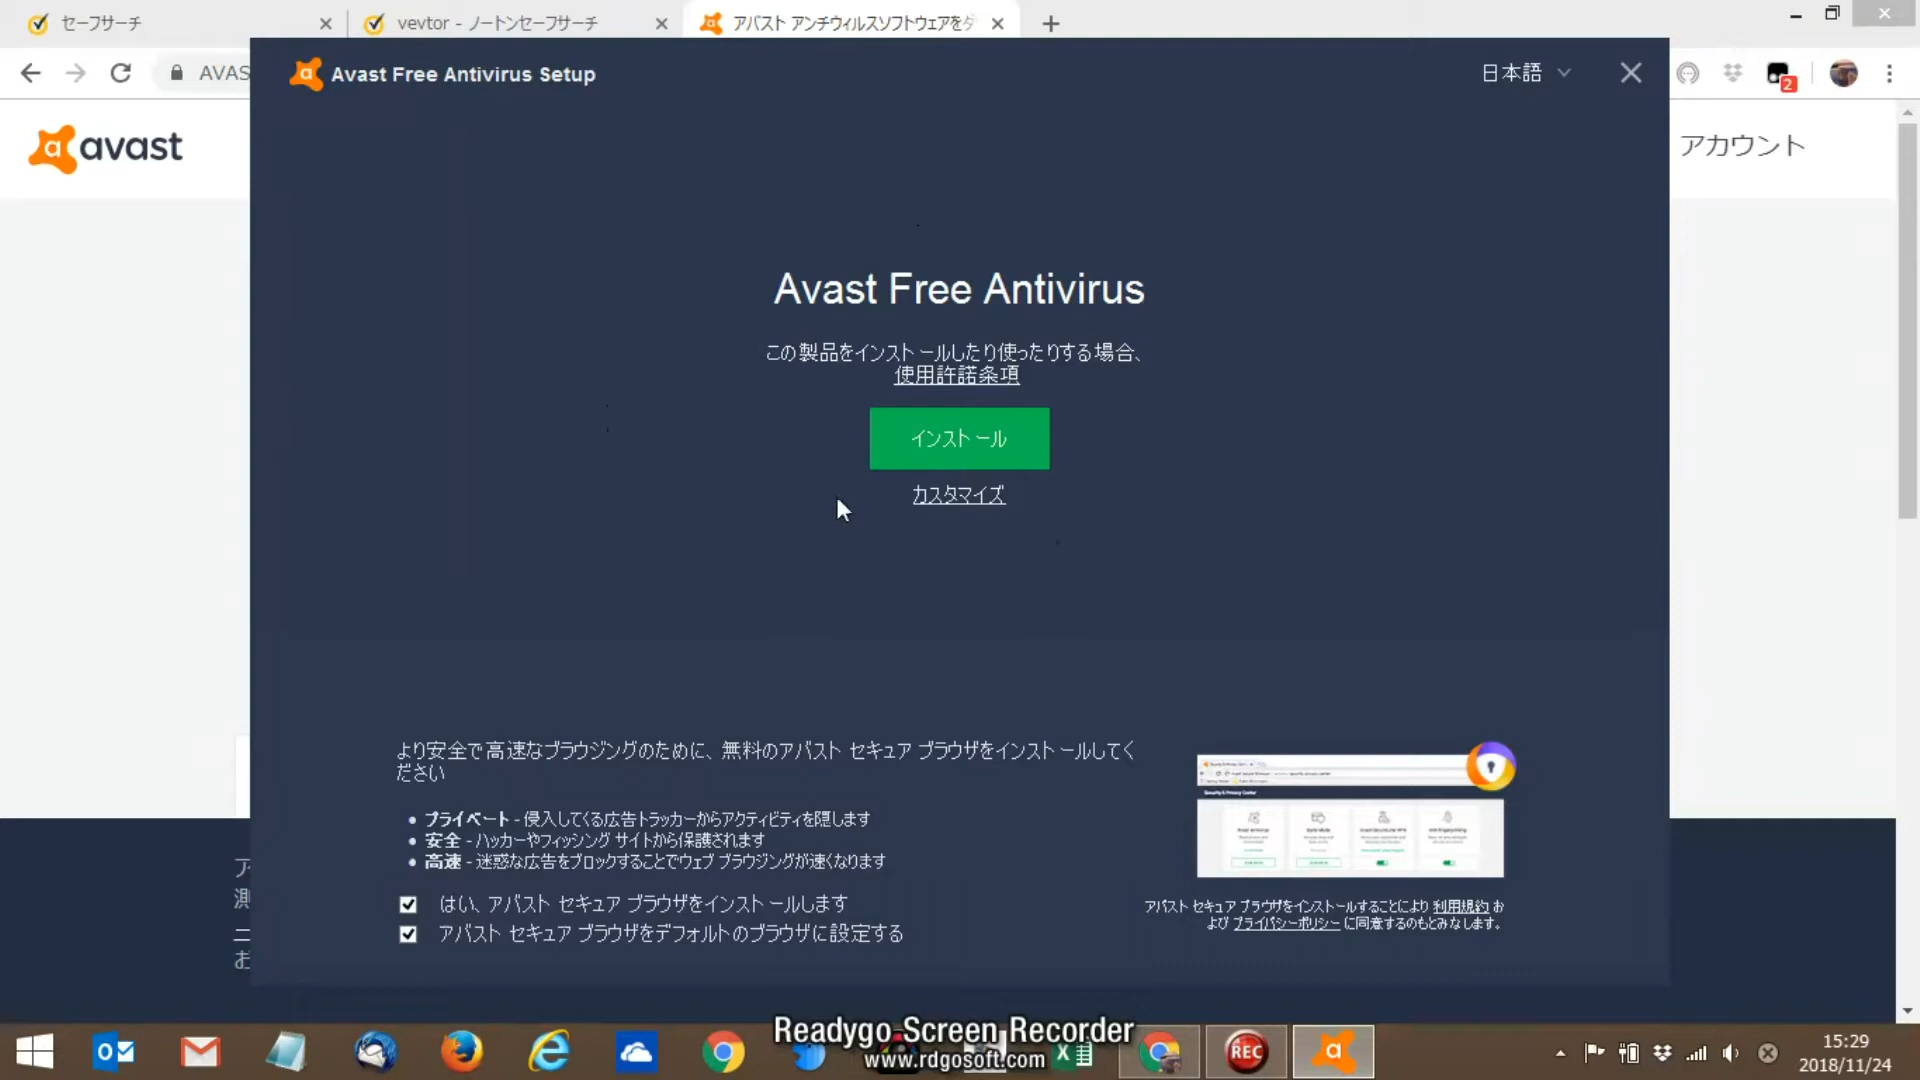 セーフサーチ
vevtor - ノートンセーフサーチ
アバスト アンチウィルスソフトウェアをダ
AVAS
Avast Free Antivirus Setup
日本語
2
avast
アカウント
Avast Free Antivirus
この製品をインストールしたり使ったりする場合、
使用許諾条項
インストール
カスタマイズ
より安全で高速なブラウジングのために、無料のアバスト セキュア ブラウザをインストールしてく
ださい
• プライベート - 侵入してくる広告トラッカーからアクティビティを隠します
• 安全 - ハッカーやフィッシング サイトから保護されます
• 高速 - 迷惑な広告をブロックすることでウェブ ブラウジングが速くなります
はい、アバスト セキュア ブラウザをインストールします
アバスト セキュア ブラウザをデフォルトのブラウザに設定する
アバスト セキュア ブラウザをインストールすることにより 利用規約 お
よび プライバシーポリシー に同意するものとみなします。
Readygo Screen Recorder
www.rdgosoft.com
REC
15:29
2018/11/24